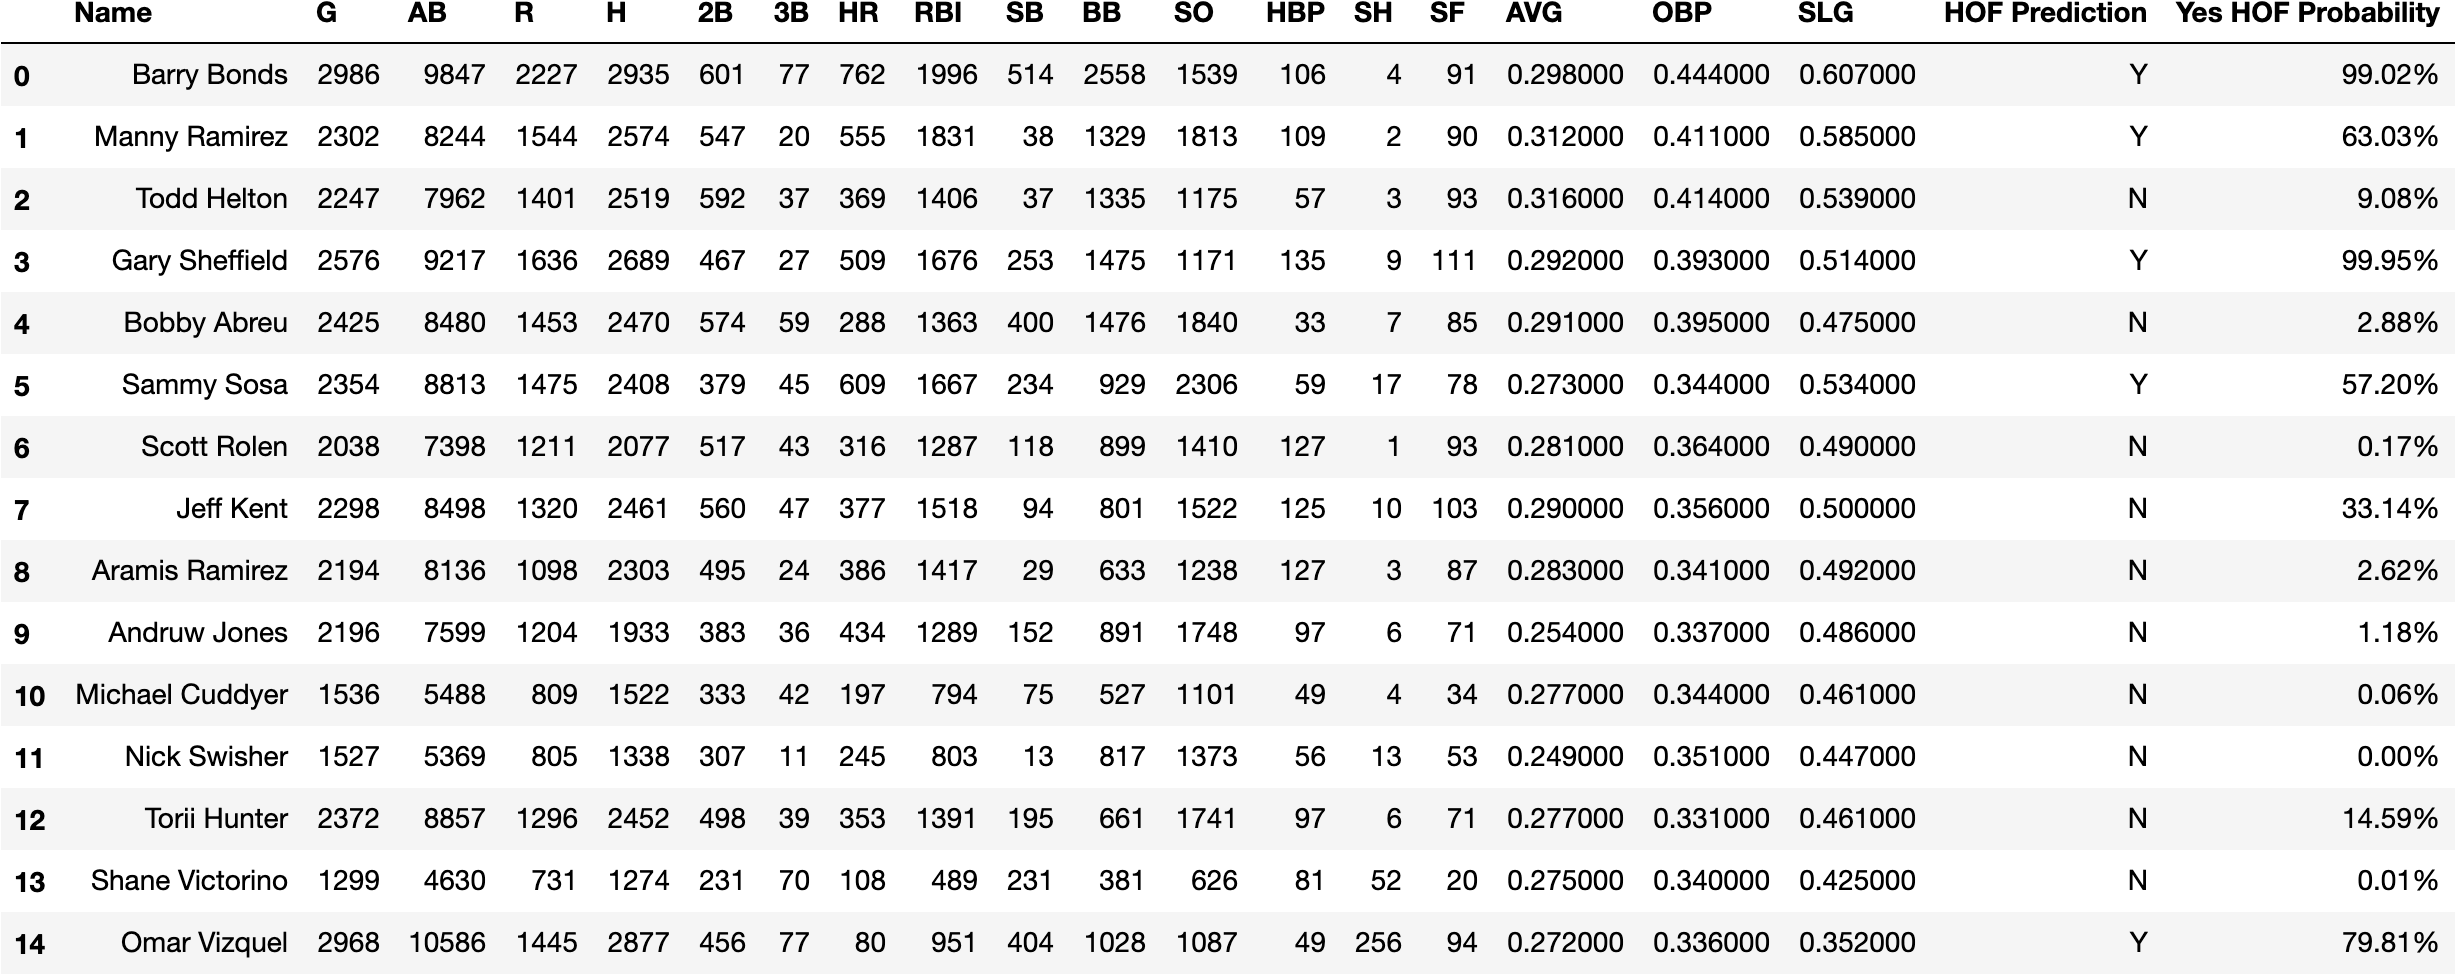 Name G AB R H 2B 3B HR RBI SB BB SO HBP SH SF AVG OBP SLG HOF Prediction Yes HOF Probability
0 Barry Bonds 2986 9847 2227 2935 601 77 762 1996 514 2558 1539 106 4 91 0.298000 0.444000 0.607000 Y 99.02%
1 Manny Ramirez 2302 8244 1544 2574 547 20 555 1831 38 1329 1813 109 2 90 0.312000 0.411000 0.585000 Y 63.03%
2 Todd Helton 2247 7962 1401 2519 592 37 369 1406 37 1335 1175 57 3 93 0.316000 0.414000 0.539000 N 9.08%
3 Gary Sheffield 2576 9217 1636 2689 467 27 509 1676 253 1475 1171 135 9 111 0.292000 0.393000 0.514000 Y 99.95%
4 Bobby Abreu 2425 8480 1453 2470 574 59 288 1363 400 1476 1840 33 7 85 0.291000 0.395000 0.475000 N 2.88%
5 Sammy Sosa 2354 8813 1475 2408 379 45 609 1667 234 929 2306 59 17 78 0.273000 0.344000 0.534000 Y 57.20%
6 Scott Rolen 2038 7398 1211 2077 517 43 316 1287 118 899 1410 127 1 93 0.281000 0.364000 0.490000 N 0.17%
7 Jeff Kent 2298 8498 1320 2461 560 47 377 1518 94 801 1522 125 10 103 0.290000 0.356000 0.500000 N 33.14%
8 Aramis Ramirez 2194 8136 1098 2303 495 24 386 1417 29 633 1238 127 3 87 0.283000 0.341000 0.492000 N 2.62%
9 Andruw Jones 2196 7599 1204 1933 383 36 434 1289 152 891 1748 97 6 71 0.254000 0.337000 0.486000 N 1.18%
10 Michael Cuddyer 1536 5488 809 1522 333 42 197 794 75 527 1101 49 4 34 0.277000 0.344000 0.461000 N 0.06%
11 Nick Swisher 1527 5369 805 1338 307 11 245 803 13 817 1373 56 13 53 0.249000 0.351000 0.447000 N 0.00%
12 Torii Hunter 2372 8857 1296 2452 498 39 353 1391 195 661 1741 97 6 71 0.277000 0.331000 0.461000 N 14.59%
13 Shane Victorino 1299 4630 731 1274 231 70 108 489 231 381 626 81 52 20 0.275000 0.340000 0.425000 N 0.01%
14 Omar Vizquel 2968 10586 1445 2877 456 77 80 951 404 1028 1087 49 256 94 0.272000 0.336000 0.352000 Y 79.81%